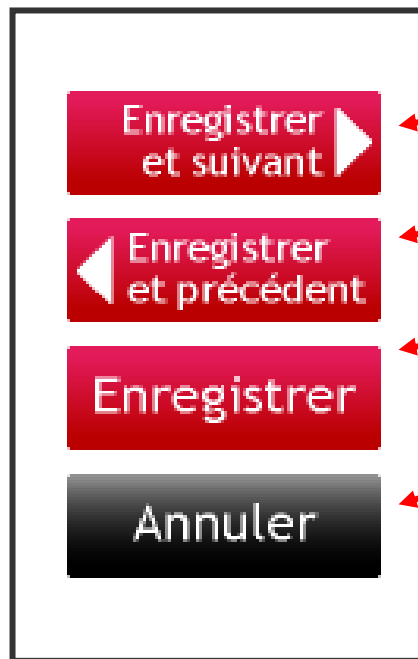 Enregistrer
et suivant
Enregistrer
et précédent
Enregistrer
Annuler